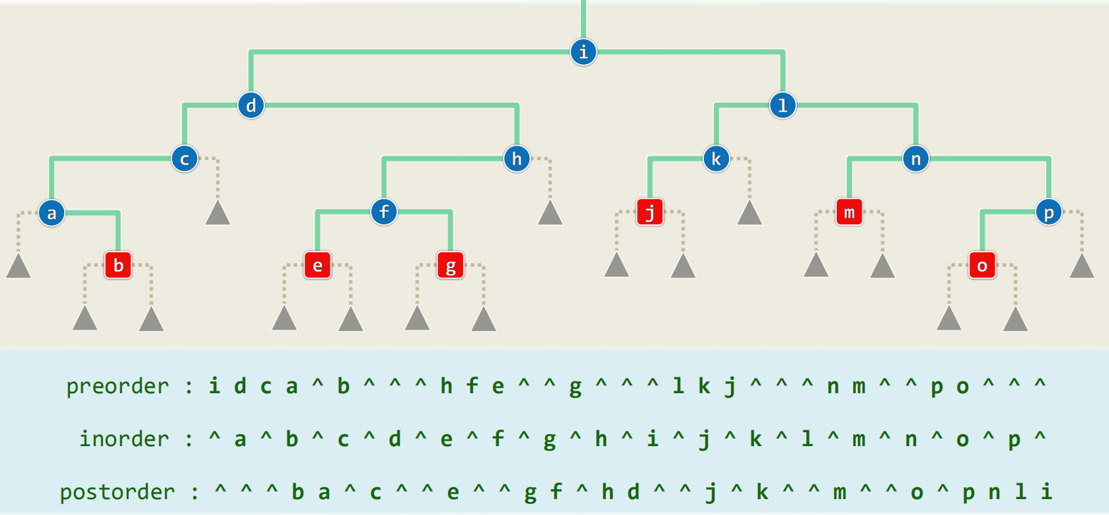 i
d l
c h k n
a f j m p
b e g o
preorder : i d c a ^ b ^ ^ ^ h f e ^ ^ g ^ ^ ^ l k j ^ ^ ^ n m ^ ^ p o ^ ^ ^
inorder : ^ a ^ b ^ c ^ d ^ e ^ f ^ g ^ h ^ i ^ j ^ k ^ l ^ m ^ n ^ o ^ p ^
postorder : ^ ^ ^ b a ^ c ^ ^ e ^ ^ g f ^ h d ^ ^ j ^ k ^ ^ m ^ ^ o ^ p n l i